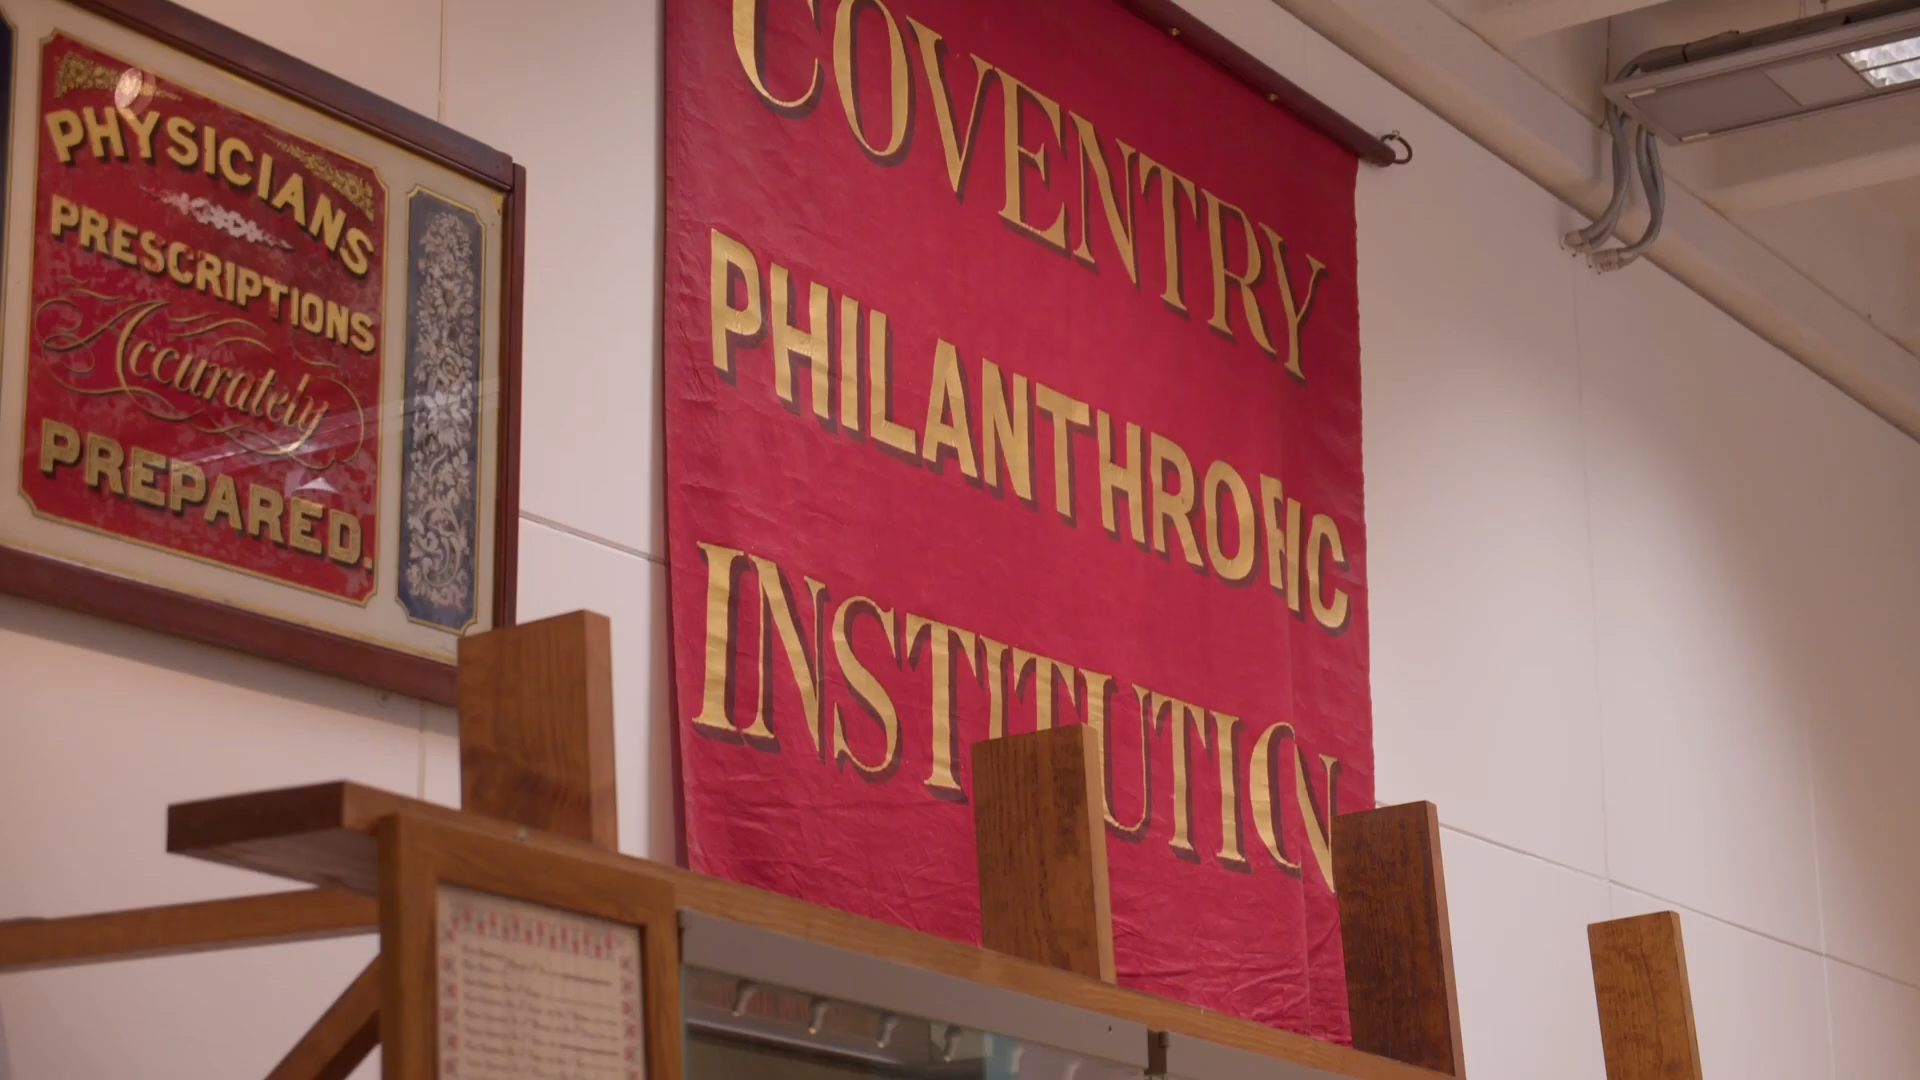 PHYSICIANS
PRESCRIPTIONS
Accurately
PREPARED.
COVENTRY
PHILANTHROPIC
INSTITUTION